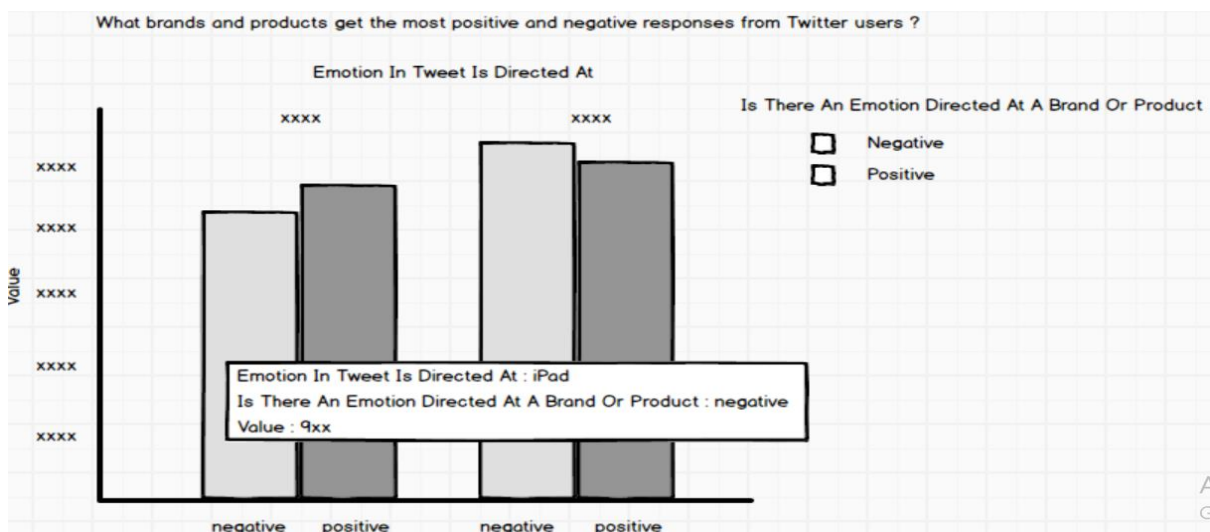 What brands and products get the most positive and negative responses from Twitter users ?
Emotion In Tweet Is Directed At
Is There An Emotion Directed At A Brand Or Product
xxxx xxxx
Negative
Positive
xxxx
xxxx
xxxx
xxxx
xxxx
Value
Emotion In Tweet Is Directed At : iPad
Is There An Emotion Directed At A Brand Or Product : negative
Value : 9xx
negative positive negative positive